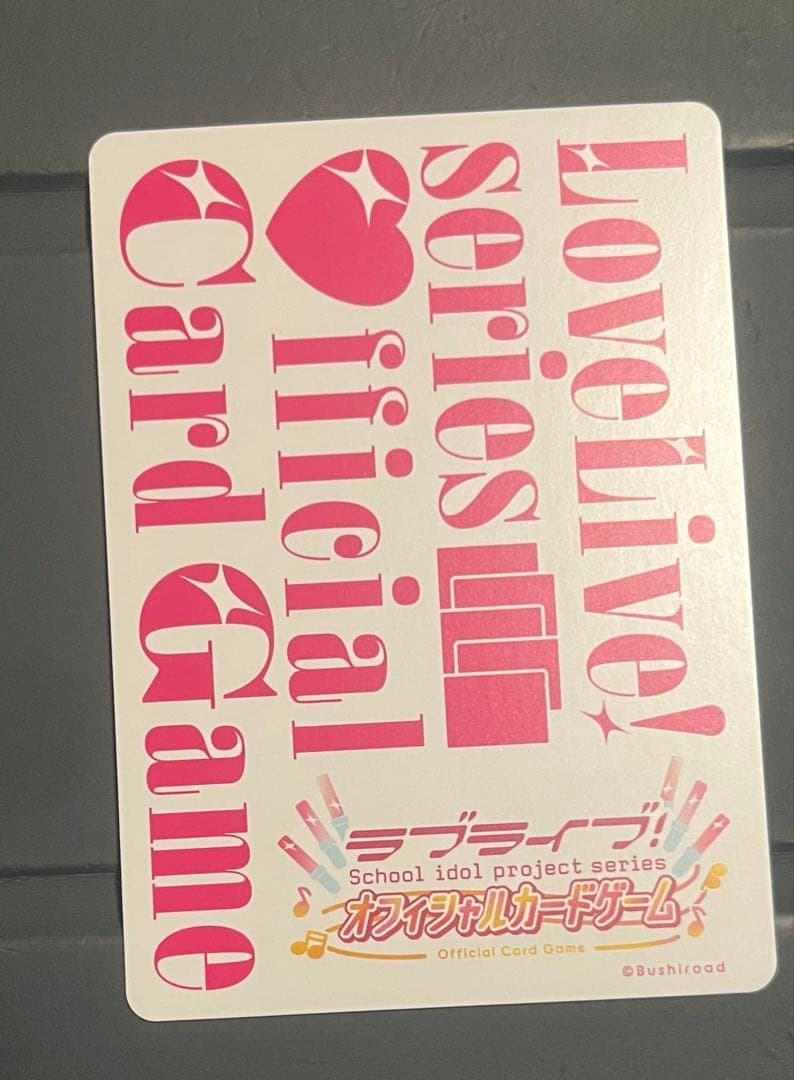 LoveLive!
series
♥fficial
Card Game
ラブライブ!
School idol project series
オフィシャルカードゲーム
Official Card Game
©Bushiroad